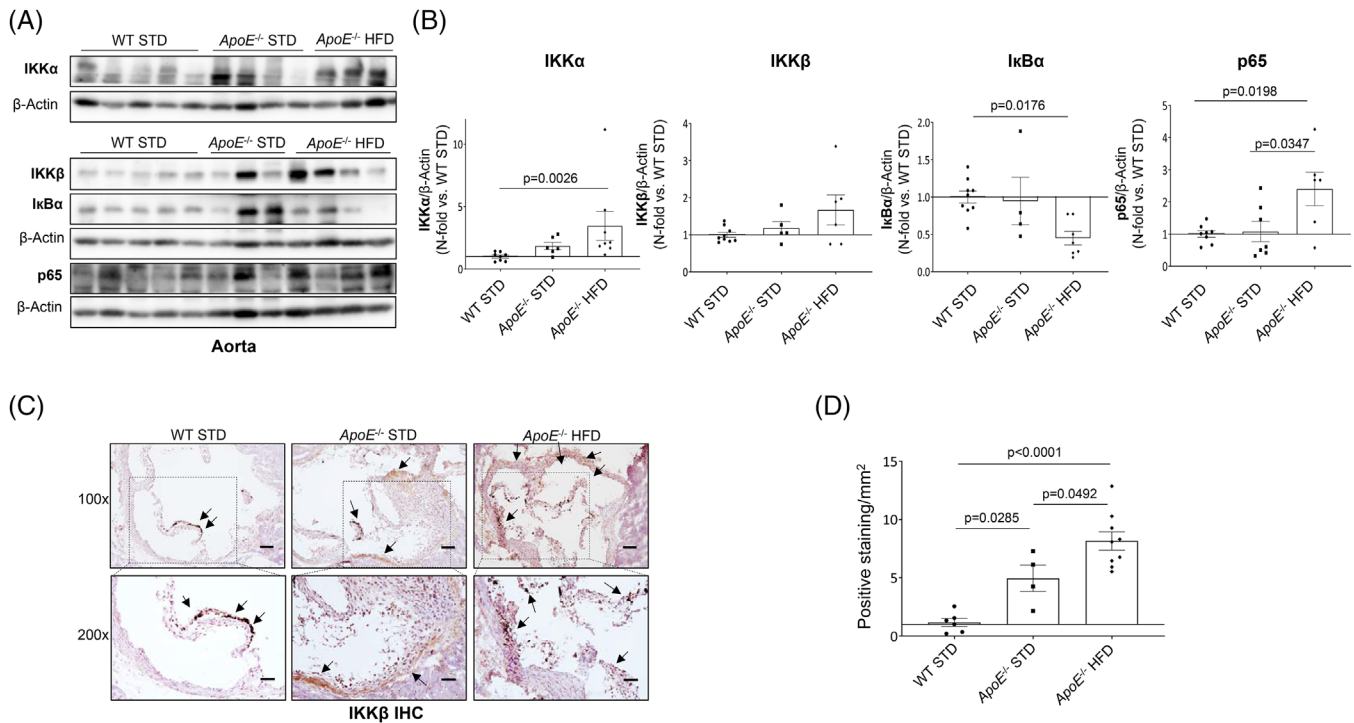 (A)
WT STD ApoE-/- STD ApoE-/- HFD
IKKα
β-Actin
WT STD ApoE-/- STD ApoE-/- HFD
IKKβ
IκBα
β-Actin
p65
β-Actin
Aorta
(B)
IKKα
IKKα/β-Actin
(N-fold vs. WT STD)
10
5
0
p=0.0026
WT STD
ApoE-/- STD
ApoE-/- HFD
IKKβ
IKKβ/β-Actin
(N-fold vs. WT STD)
4
3
2
1
0
WT STD
ApoE-/- STD
ApoE-/- HFD
IκBα
IκBα/β-Actin
(N-fold vs. WT STD)
2.0
1.5
1.0
0.5
0.0
p=0.0176
WT STD
ApoE-/- STD
ApoE-/- HFD
p65
p65/β-Actin
(N-fold vs. WT STD)
5
4
3
2
1
0
p=0.0198
p=0.0347
WT STD
ApoE-/- STD
ApoE-/- HFD
(C)
WT STD ApoE-/- STD ApoE-/- HFD
100x
200x
IKKβ IHC
(D)
Positive staining/mm²
15
10
5
0
p<0.0001
p=0.0492
p=0.0285
WT STD
ApoE-/- STD
ApoE-/- HFD